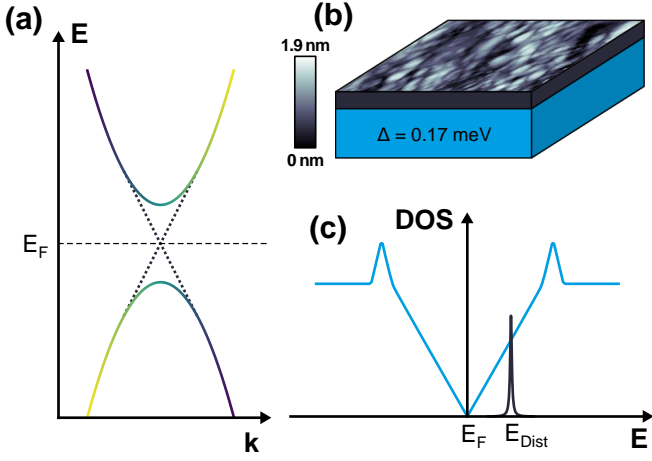 (a)
E
E_F
k
(b)
1.9 nm
0 nm
Δ = 0.17 meV
(c)
DOS
E_F
E_Dist
E